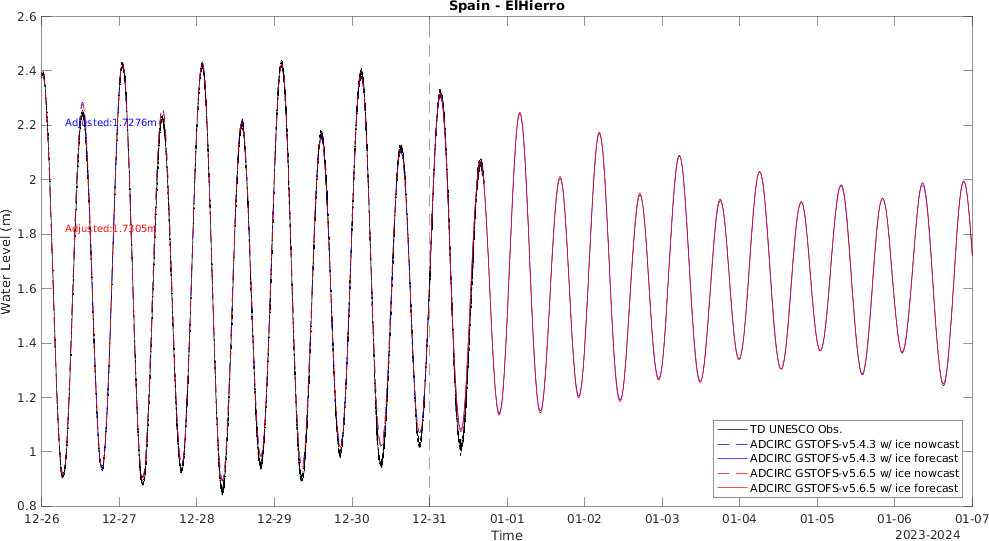 Spain - ElHierro
2.6
2.4
2.2
2
1.8
1.6
1.4
1.2
1
0.8
Water Level (m)
Adjusted:1.7276m
Adjusted:1.7305m
TD UNESCO Obs.
ADCIRC GSTOFS-v5.4.3 w/ ice nowcast
ADCIRC GSTOFS-v5.4.3 w/ ice forecast
ADCIRC GSTOFS-v5.6.5 w/ ice nowcast
ADCIRC GSTOFS-v5.6.5 w/ ice forecast
12-26 12-27 12-28 12-29 12-30 12-31 01-01 01-02 01-03 01-04 01-05 01-06 01-07
Time
2023-2024